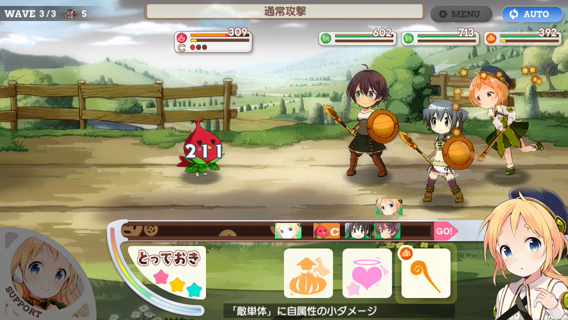 WAVE 3/3 5
通常攻撃
MENU
AUTO
309
C
602
713
392
211
C
GO!
とっておき
SUPPORT
「敵単体」に自属性の小ダメージ